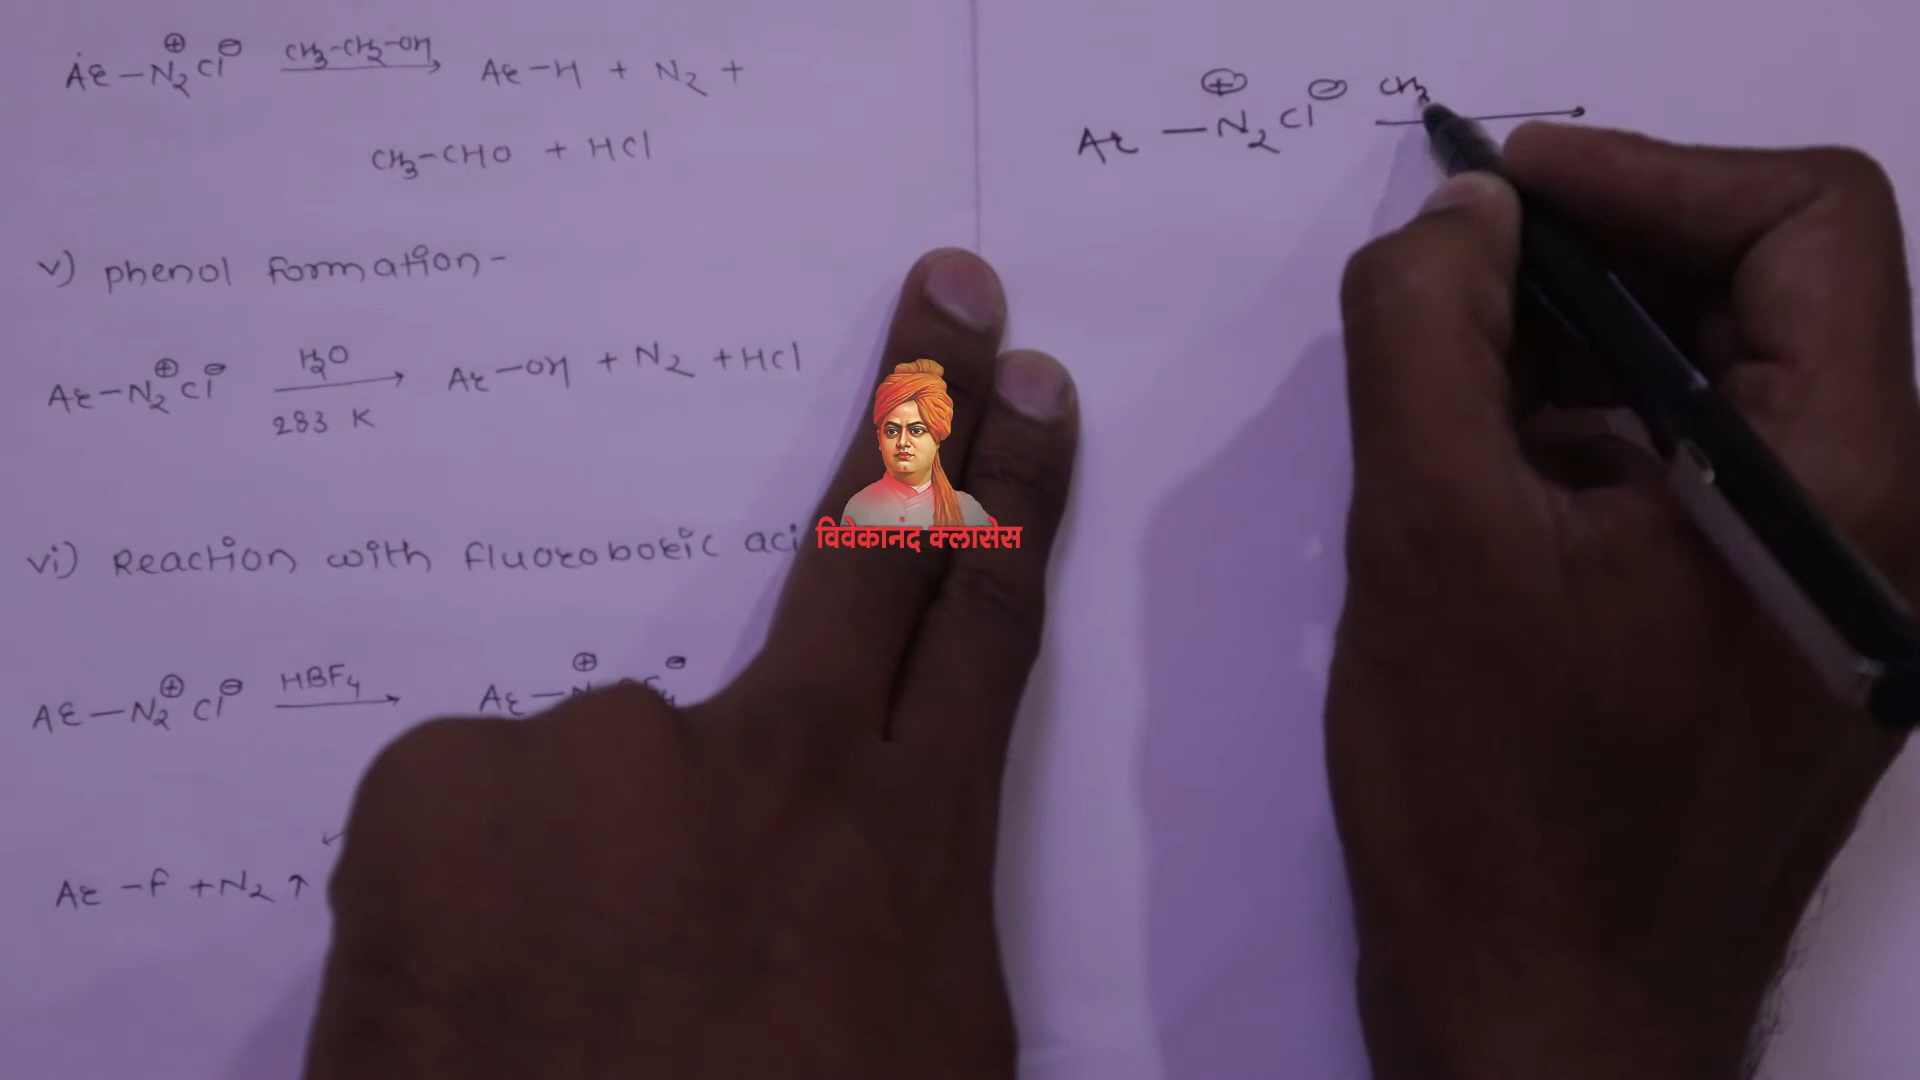 Ar-N₂⊕Cl⊖ CH₃-CH₂-OH → Ar-H + N₂ +
CH₃-CHO + HCl
v) phenol formation-
Ar-N₂⊕Cl⊖ H₂O → Ar-OH + N₂ + HCl
283 K
vi) Reaction with fluoroboric aci
Ar-N₂⊕Cl⊖ HBF₄ → Ar-
Ar-F + N₂ ↑
Ar-N₂⊕Cl⊖ CH₃ →
विवेकानंद क्लासेस